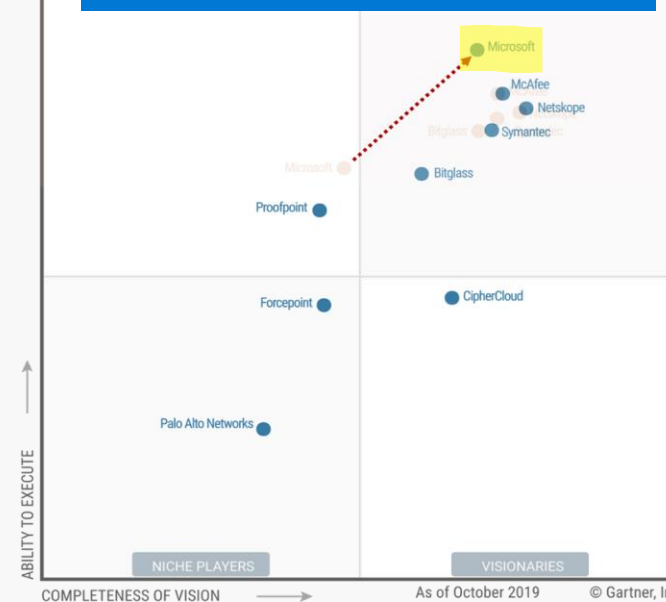 Microsoft
McAfee
Netskope
Bitglass
Symantec
Microsoft
Bitglass
Proofpoint
CipherCloud
Forcepoint
Palo Alto Networks
ABILITY TO EXECUTE
NICHE PLAYERS
VISIONARIES
COMPLETENESS OF VISION
As of October 2019
© Gartner, In